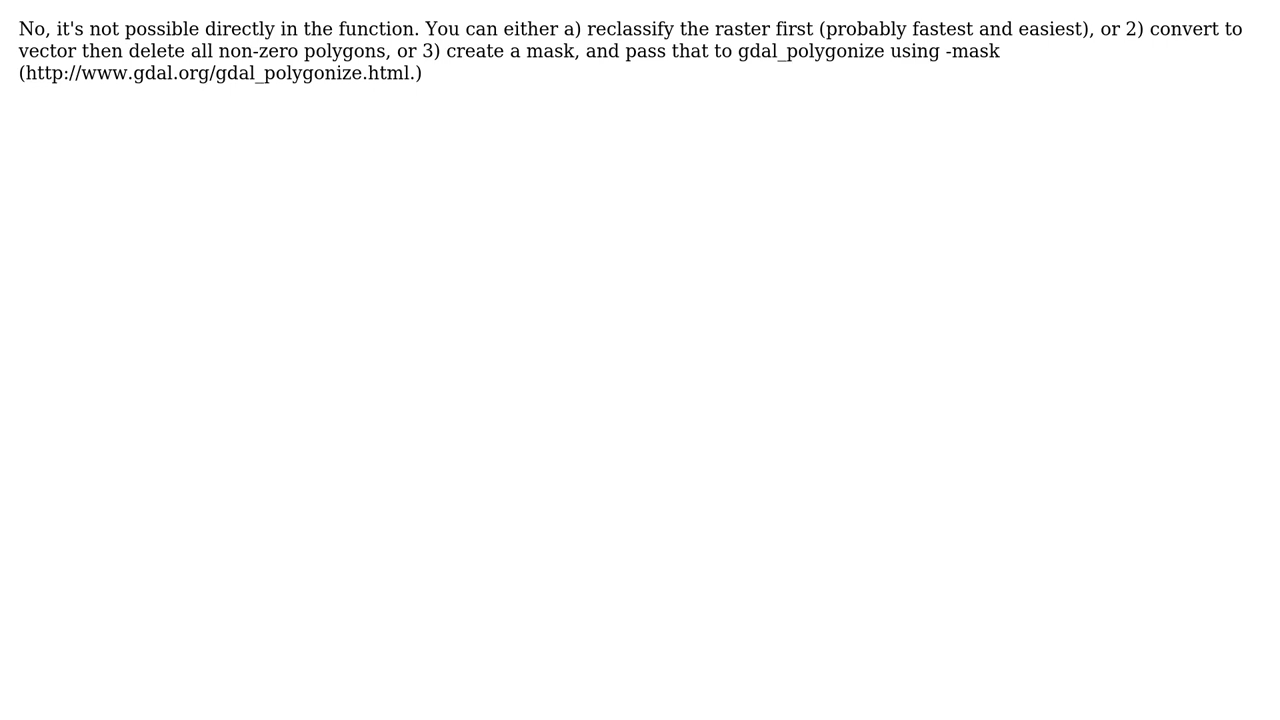 No, it's not possible directly in the function. You can either a) reclassify the raster first (probably fastest and easiest), or 2) convert to
vector then delete all non-zero polygons, or 3) create a mask, and pass that to gdal_polygonize using -mask
(http://www.gdal.org/gdal_polygonize.html.)